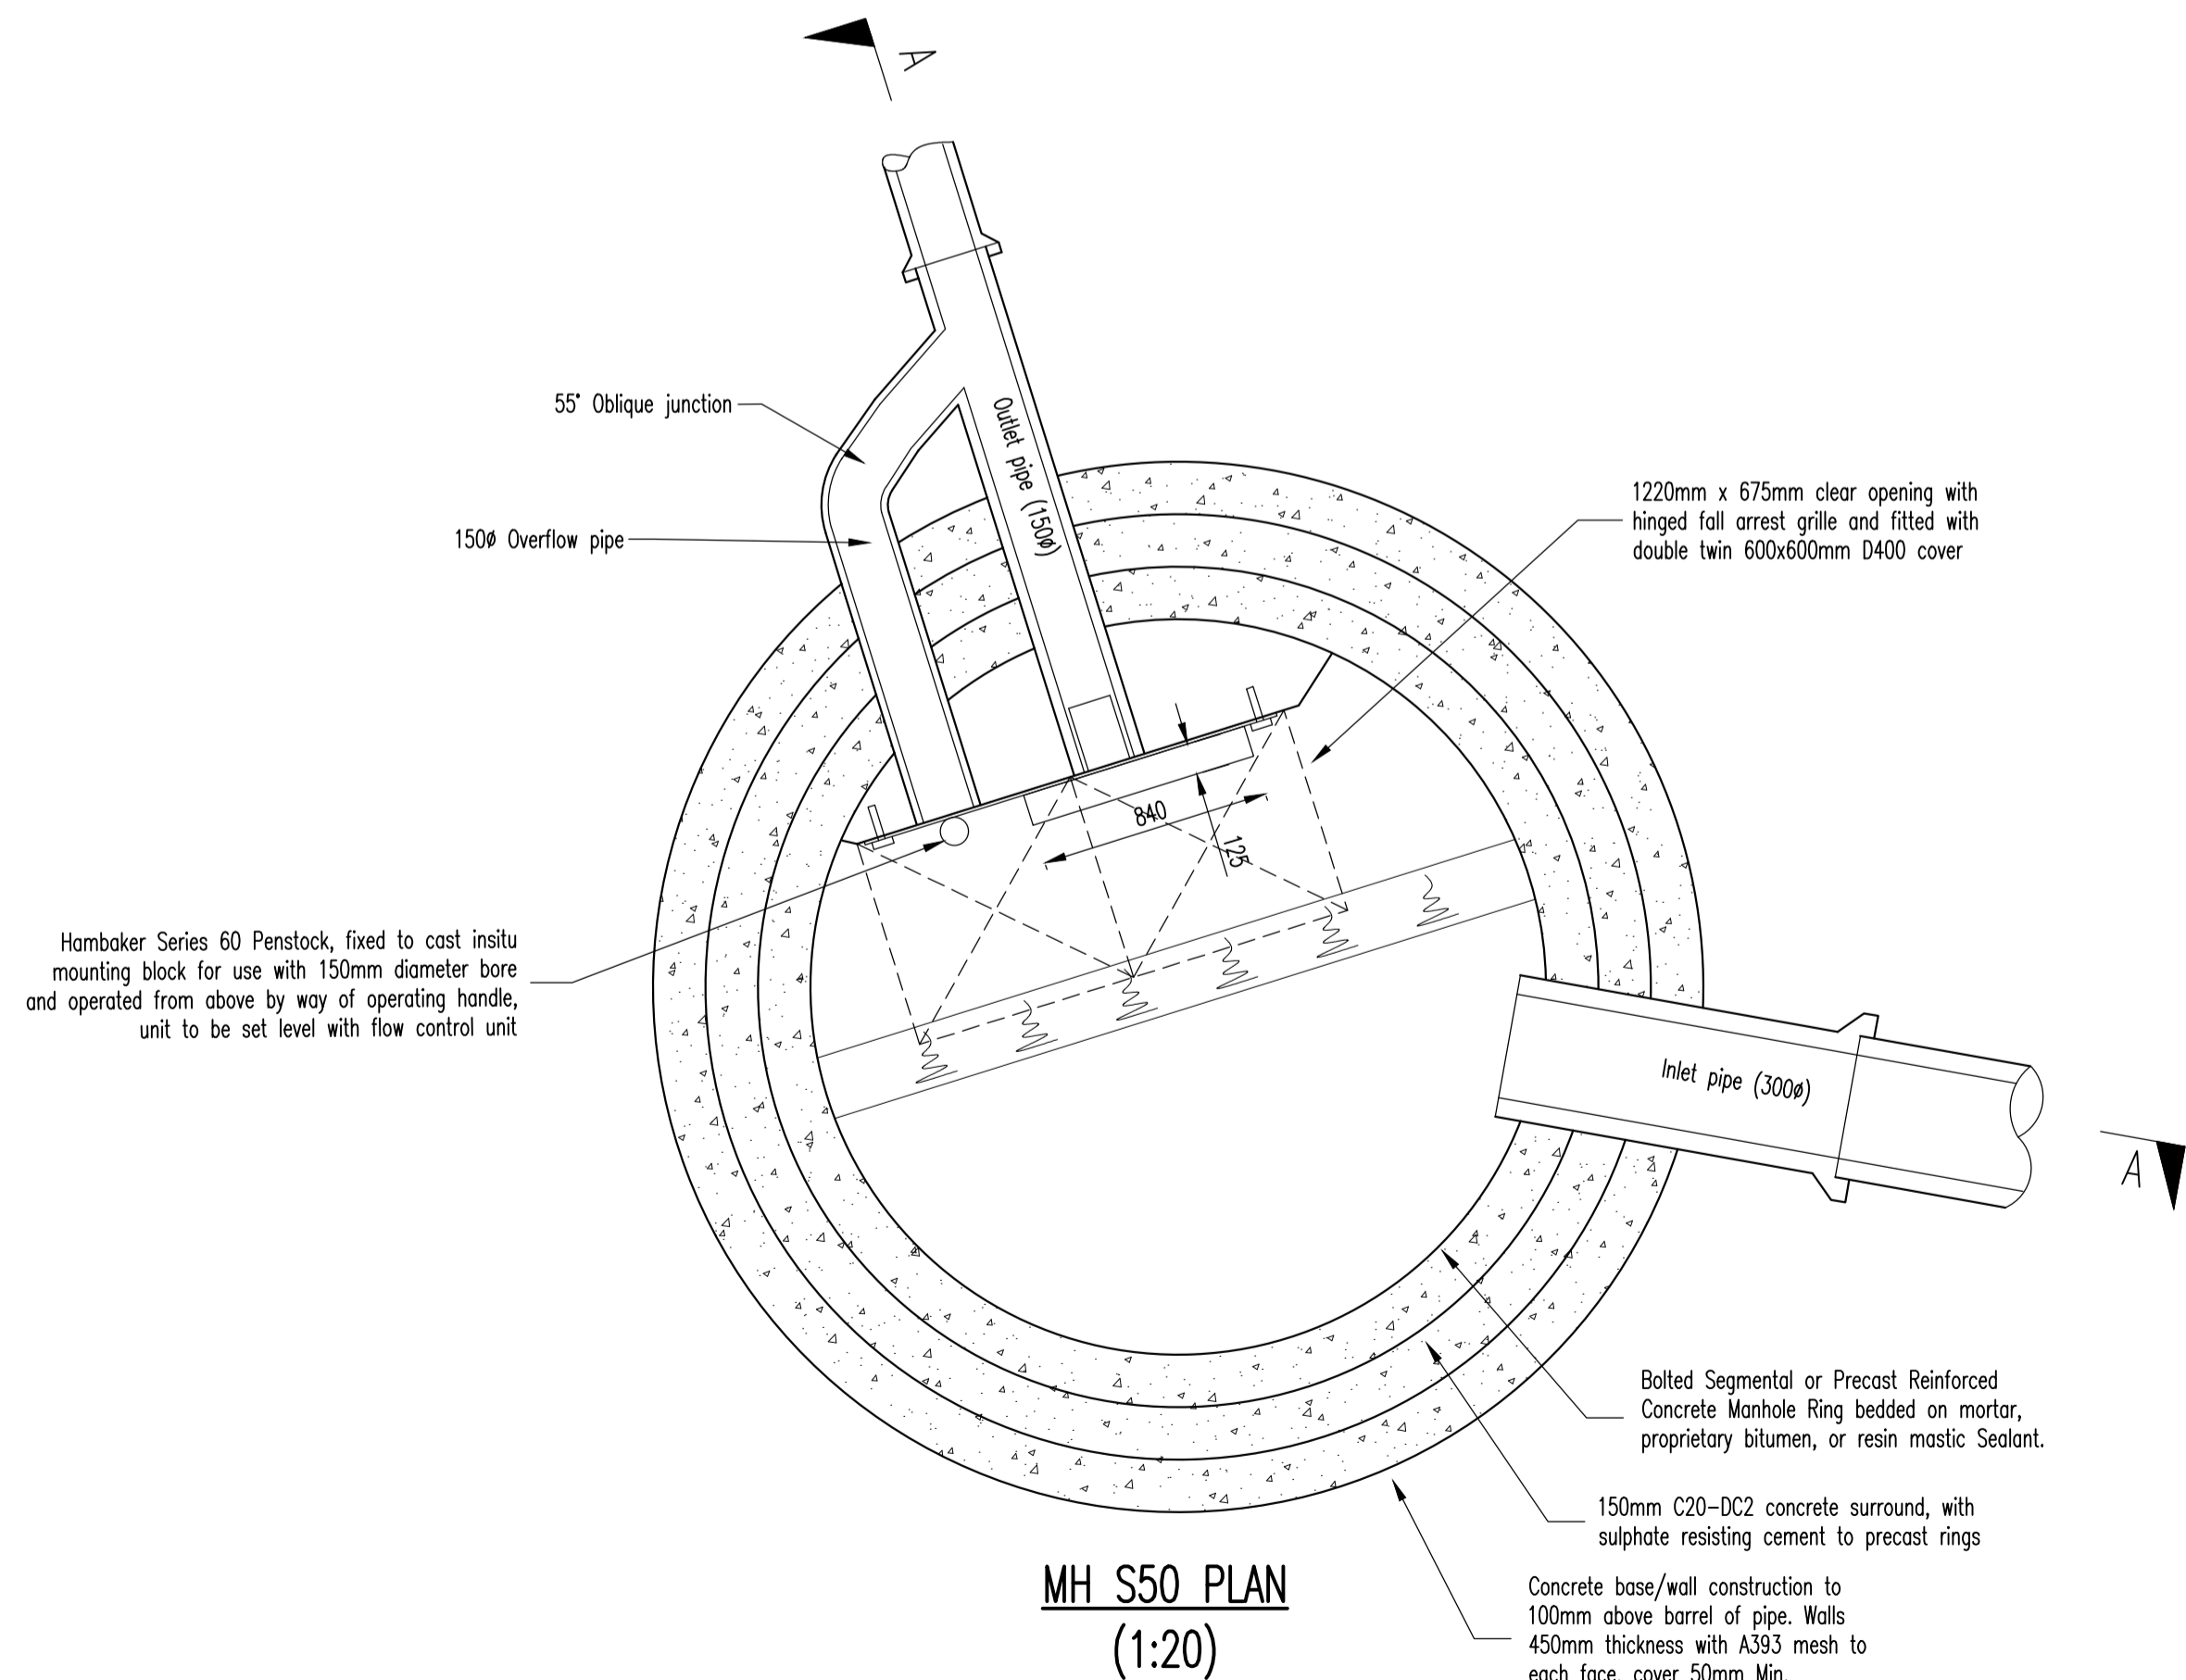 A
55° Oblique junction
Outlet pipe (150ø)
150ø Overflow pipe
1220mm x 675mm clear opening with
hinged fall arrest grille and fitted with
double twin 600x600mm D400 cover
840
125
Hambaker Series 60 Penstock, fixed to cast insitu
mounting block for use with 150mm diameter bore
and operated from above by way of operating handle,
unit to be set level with flow control unit
Inlet pipe (300ø)
A
Bolted Segmental or Precast Reinforced
Concrete Manhole Ring bedded on mortar,
proprietary bitumen, or resin mastic Sealant.
150mm C20-DC2 concrete surround, with
sulphate resisting cement to precast rings
MH S50 PLAN
(1:20)
Concrete base/wall construction to
100mm above barrel of pipe. Walls
450mm thickness with A393 mesh to
each face, cover 50mm Min.